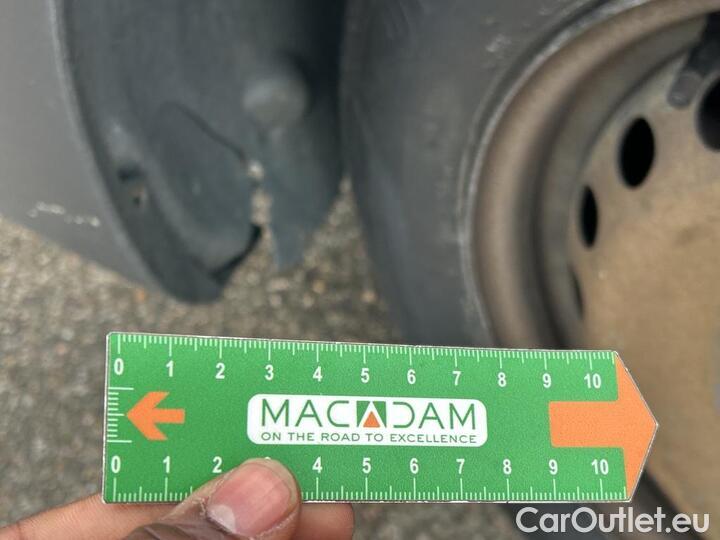 0 1 2 3 4 5 6 7 8 9 10
MACADAM
ON THE ROAD TO EXCELLENCE
0 1 2 3 4 5 6 7 8 9 10
CarOutlet.eu